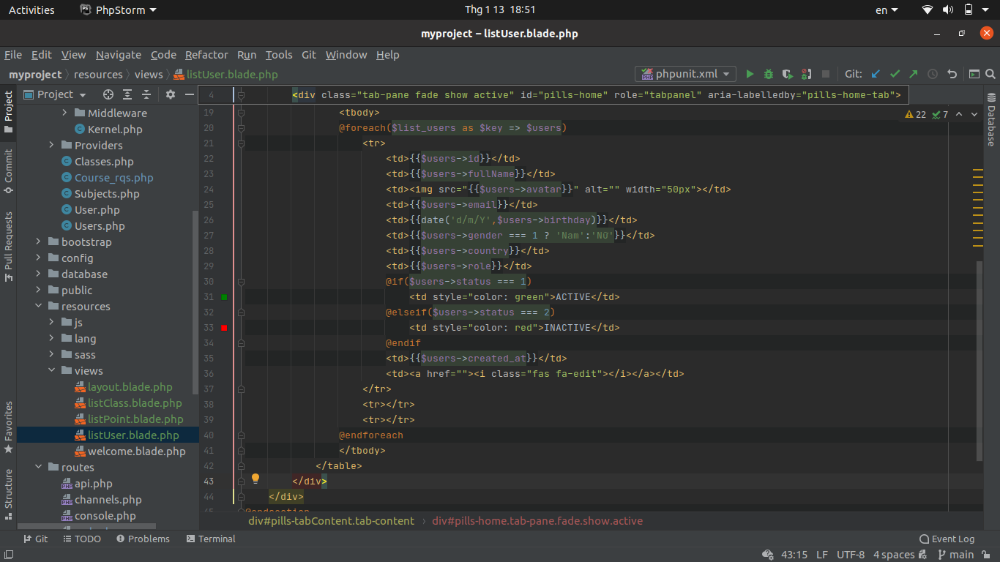 Activities PhpStorm Thg 1 13 18:51 en
myproject – listUser.blade.php
File Edit View Navigate Code Refactor Run Tools Git Window Help
myproject resources views listUser.blade.php phpunit.xml Git:
Project
4 <div class="tab-pane fade show active" id="pills-home" role="tabpanel" aria-labelledby="pills-home-tab">
22 7
Project
Commit
Pull Requests
Favorites
Structure
Database
Middleware
Kernel.php
Providers
Classes.php
Course_rqs.php
Subjects.php
User.php
Users.php
bootstrap
config
database
public
resources
js
lang
sass
views
layout.blade.php
listClass.blade.php
listPoint.blade.php
listUser.blade.php
welcome.blade.php
routes
api.php
channels.php
console.php
19 <tbody>
20 @foreach($list_users as $key => $users)
21 <tr>
22 <td>{{$users->id}}</td>
23 <td>{{$users->fullName}}</td>
24 <td><img src="{{$users->avatar}}" alt="" width="50px"></td>
25 <td>{{$users->email}}</td>
26 <td>{{date('d/m/Y',$users->birthday)}}</td>
27 <td>{{$users->gender === 1 ? 'Nam':'Nữ'}}</td>
28 <td>{{$users->country}}</td>
29 <td>{{$users->role}}</td>
30 @if($users->status === 1)
31 <td style="color: green">ACTIVE</td>
32 @elseif($users->status === 2)
33 <td style="color: red">INACTIVE</td>
34 @endif
35 <td>{{$users->created_at}}</td>
36 <td><a href=""><i class="fas fa-edit"></i></a></td>
37 </tr>
38 <tr></tr>
39 <tr></tr>
40 @endforeach
41 </tbody>
42 </table>
43 </div>
44 </div>
45 @endsection
div#pills-tabContent.tab-content div#pills-home.tab-pane.fade.show.active
Git TODO Problems Terminal Event Log
43:15 LF UTF-8 4 spaces main